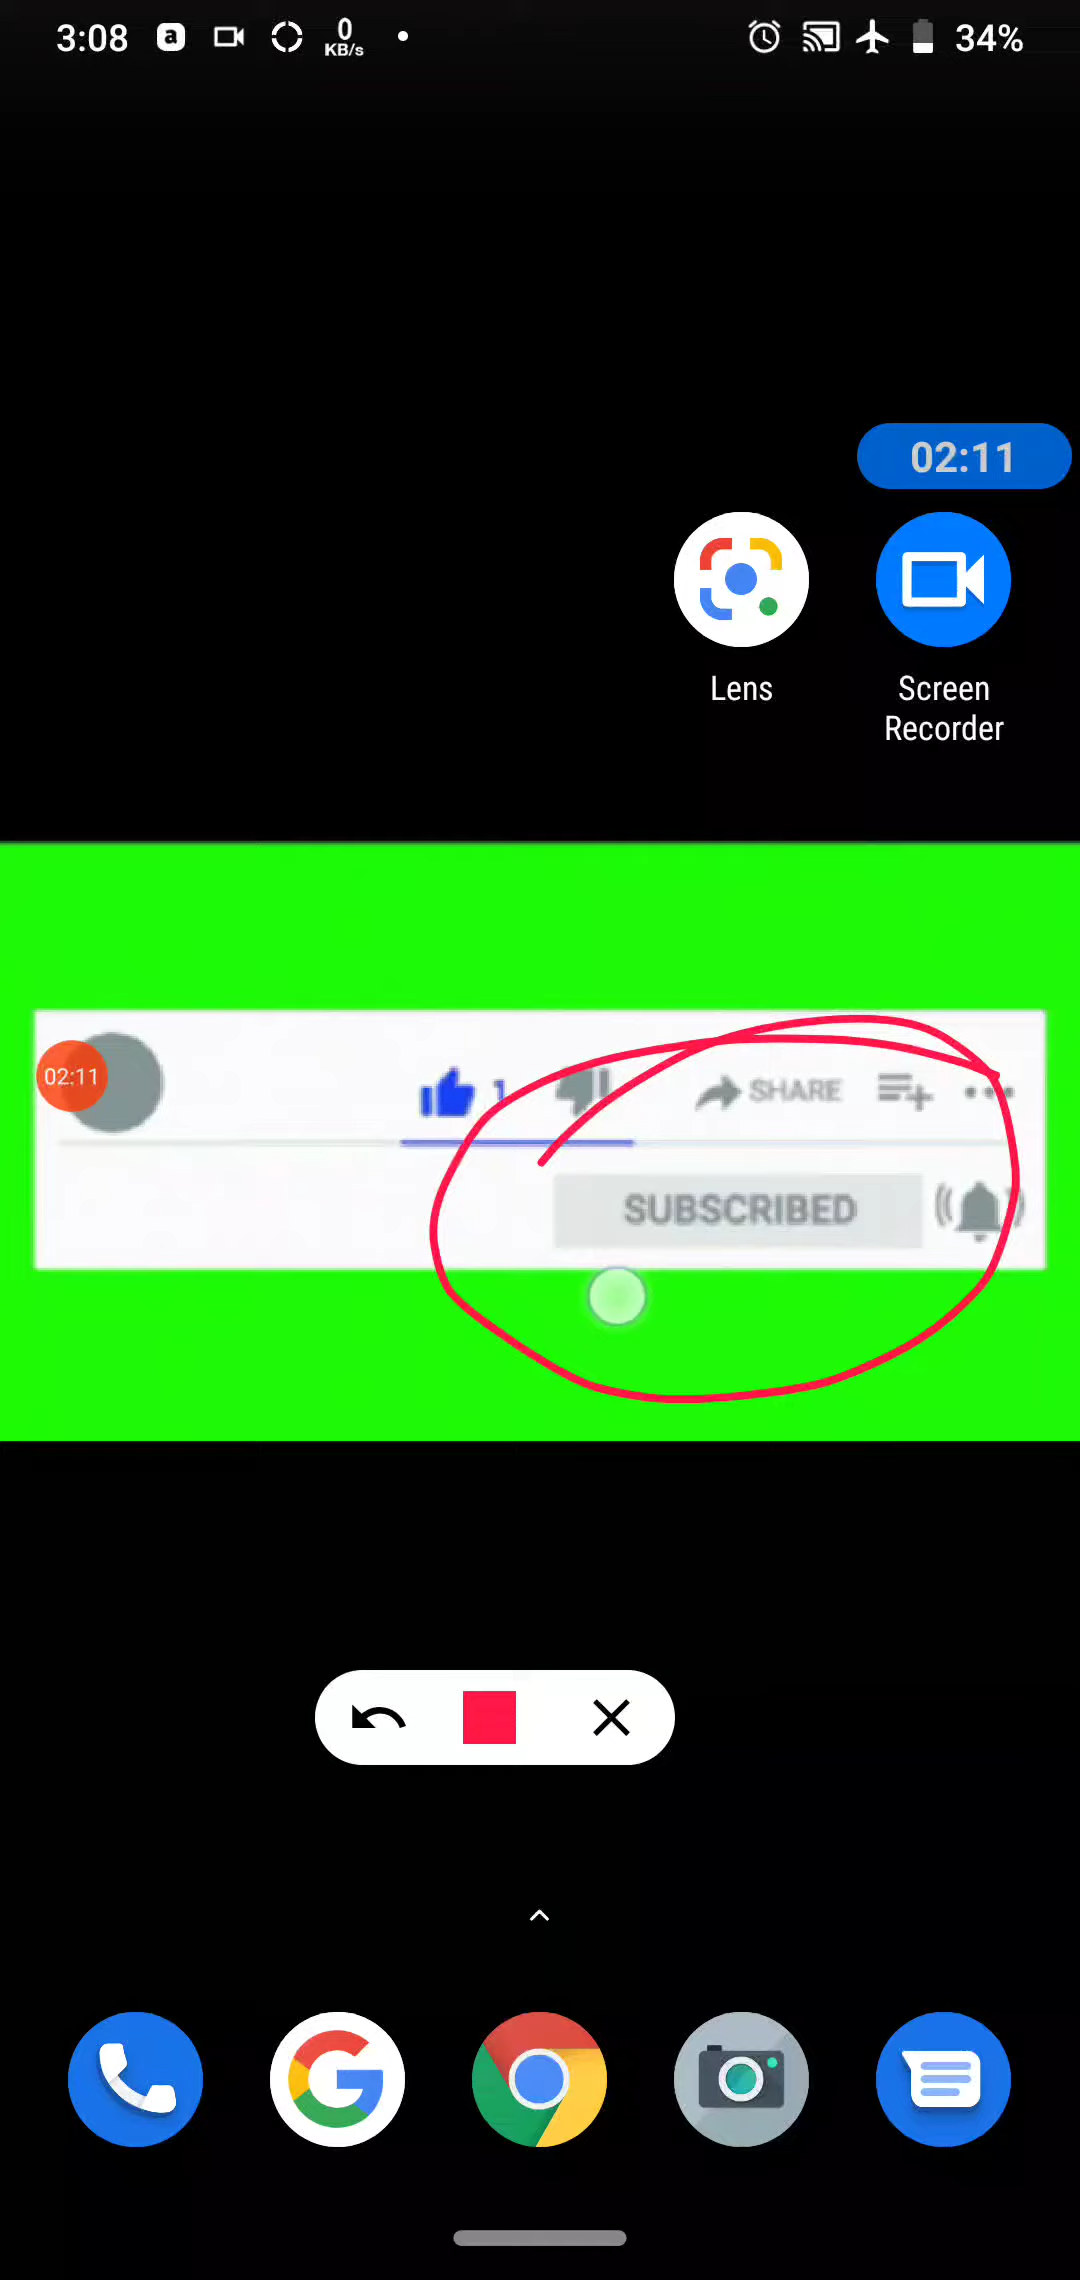 3:08 a 0 KB/s 34%
02:11
Lens
Screen Recorder
02:11
1 SHARE
SUBSCRIBED